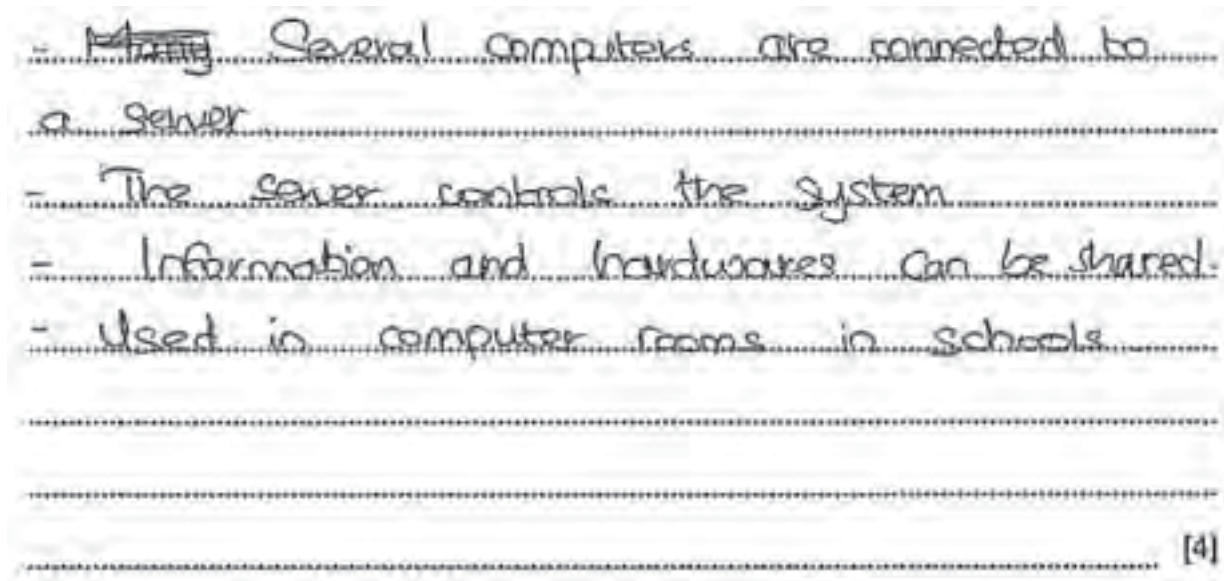 - Many Several computers are connected to
a server
- The server controls the system
- Information and hardwares can be shared.
- Used in computer rooms in schools
[4]